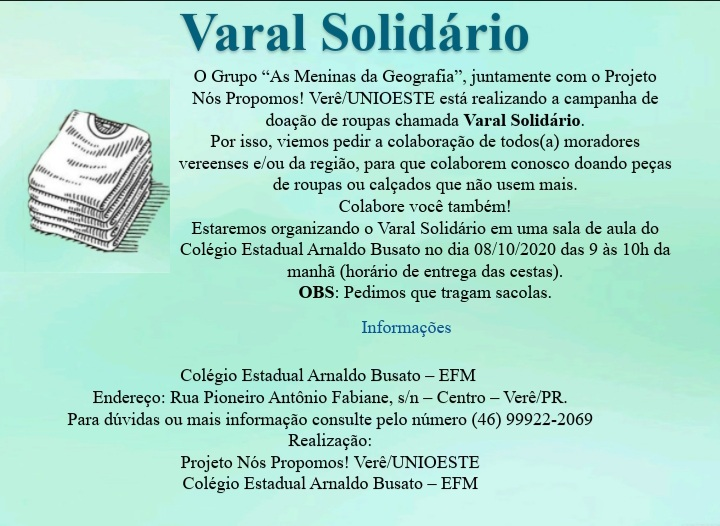 Varal Solidário
O Grupo “As Meninas da Geografia”, juntamente com o Projeto
Nós Propomos! Verê/UNIOESTE está realizando a campanha de
doação de roupas chamada Varal Solidário.
Por isso, viemos pedir a colaboração de todos(a) moradores
vereenses e/ou da região, para que colaborem conosco doando peças
de roupas ou calçados que não usem mais.
Colabore você também!
Estaremos organizando o Varal Solidário em uma sala de aula do
Colégio Estadual Arnaldo Busato no dia 08/10/2020 das 9 às 10h da
manhã (horário de entrega das cestas).
OBS: Pedimos que tragam sacolas.
Informações
Colégio Estadual Arnaldo Busato – EFM
Endereço: Rua Pioneiro Antônio Fabiane, s/n – Centro – Verê/PR.
Para dúvidas ou mais informação consulte pelo número (46) 99922-2069
Realização:
Projeto Nós Propomos! Verê/UNIOESTE
Colégio Estadual Arnaldo Busato – EFM